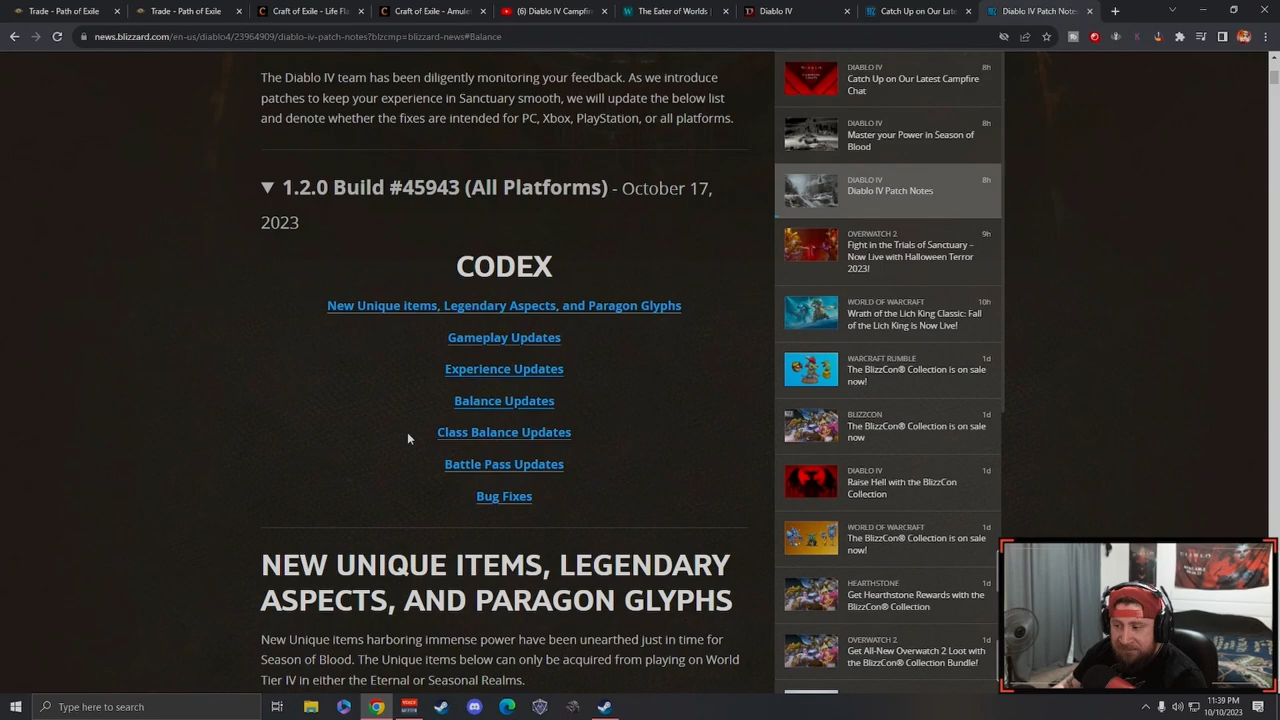 Trade - Path of Exile
Trade - Path of Exile
Craft of Exile - Life Fla
Craft of Exile - Amule
(6) Diablo IV Campfir
The Eater of Worlds |
Diablo IV
Catch Up on Our Late
Diablo IV Patch Notes
news.blizzard.com/en-us/diablo4/23964909/diablo-iv-patch-notes?blzcmp=blizzard-news#Balance
The Diablo IV team has been diligently monitoring your feedback. As we introduce
patches to keep your experience in Sanctuary smooth, we will update the below list
and denote whether the fixes are intended for PC, Xbox, PlayStation, or all platforms.
▼ 1.2.0 Build #45943 (All Platforms) - October 17,
2023
CODEX
New Unique items, Legendary Aspects, and Paragon Glyphs
Gameplay Updates
Experience Updates
Balance Updates
Class Balance Updates
Battle Pass Updates
Bug Fixes
NEW UNIQUE ITEMS, LEGENDARY
ASPECTS, AND PARAGON GLYPHS
New Unique items harboring immense power have been unearthed just in time for
Season of Blood. The Unique items below can only be acquired from playing on World
Tier IV in either the Eternal or Seasonal Realms.
DIABLO IV 8h
Catch Up on Our Latest Campfire
Chat
DIABLO IV 8h
Master your Power in Season of
Blood
DIABLO IV 8h
Diablo IV Patch Notes
OVERWATCH 2 9h
Fight in the Trials of Sanctuary –
Now Live with Halloween Terror
2023!
WORLD OF WARCRAFT 10h
Wrath of the Lich King Classic: Fall
of the Lich King is Now Live!
WARCRAFT RUMBLE 1d
The BlizzCon® Collection is on sale
now!
BLIZZCON 1d
The BlizzCon® Collection is on sale
now
DIABLO IV 1d
Raise Hell with the BlizzCon
Collection
WORLD OF WARCRAFT 1d
The BlizzCon® Collection is on sale
now!
HEARTHSTONE 1d
Get Hearthstone Rewards with the
BlizzCon® Collection
OVERWATCH 2 1d
Get All-New Overwatch 2 Loot with
the BlizzCon® Collection Bundle!
DIABLO
Type here to search
11:39 PM
10/10/2023